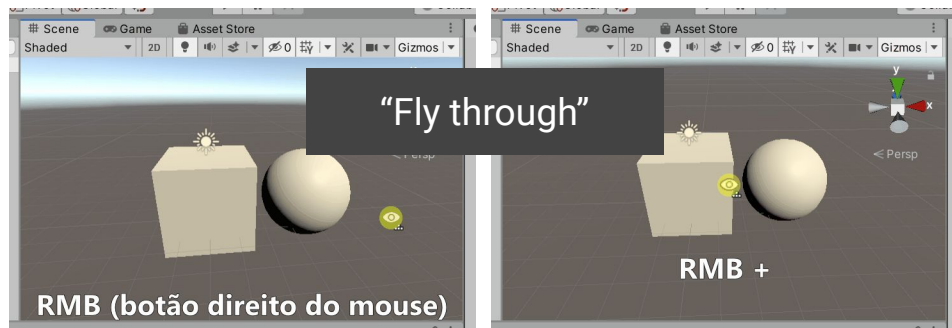 Scene Game Asset Store
Shaded 2D 0 Gizmos
Scene Game Asset Store
Shaded 2D 0 Gizmos
“Fly through”
Persp
y
x
Persp
RMB (botão direito do mouse)
RMB +